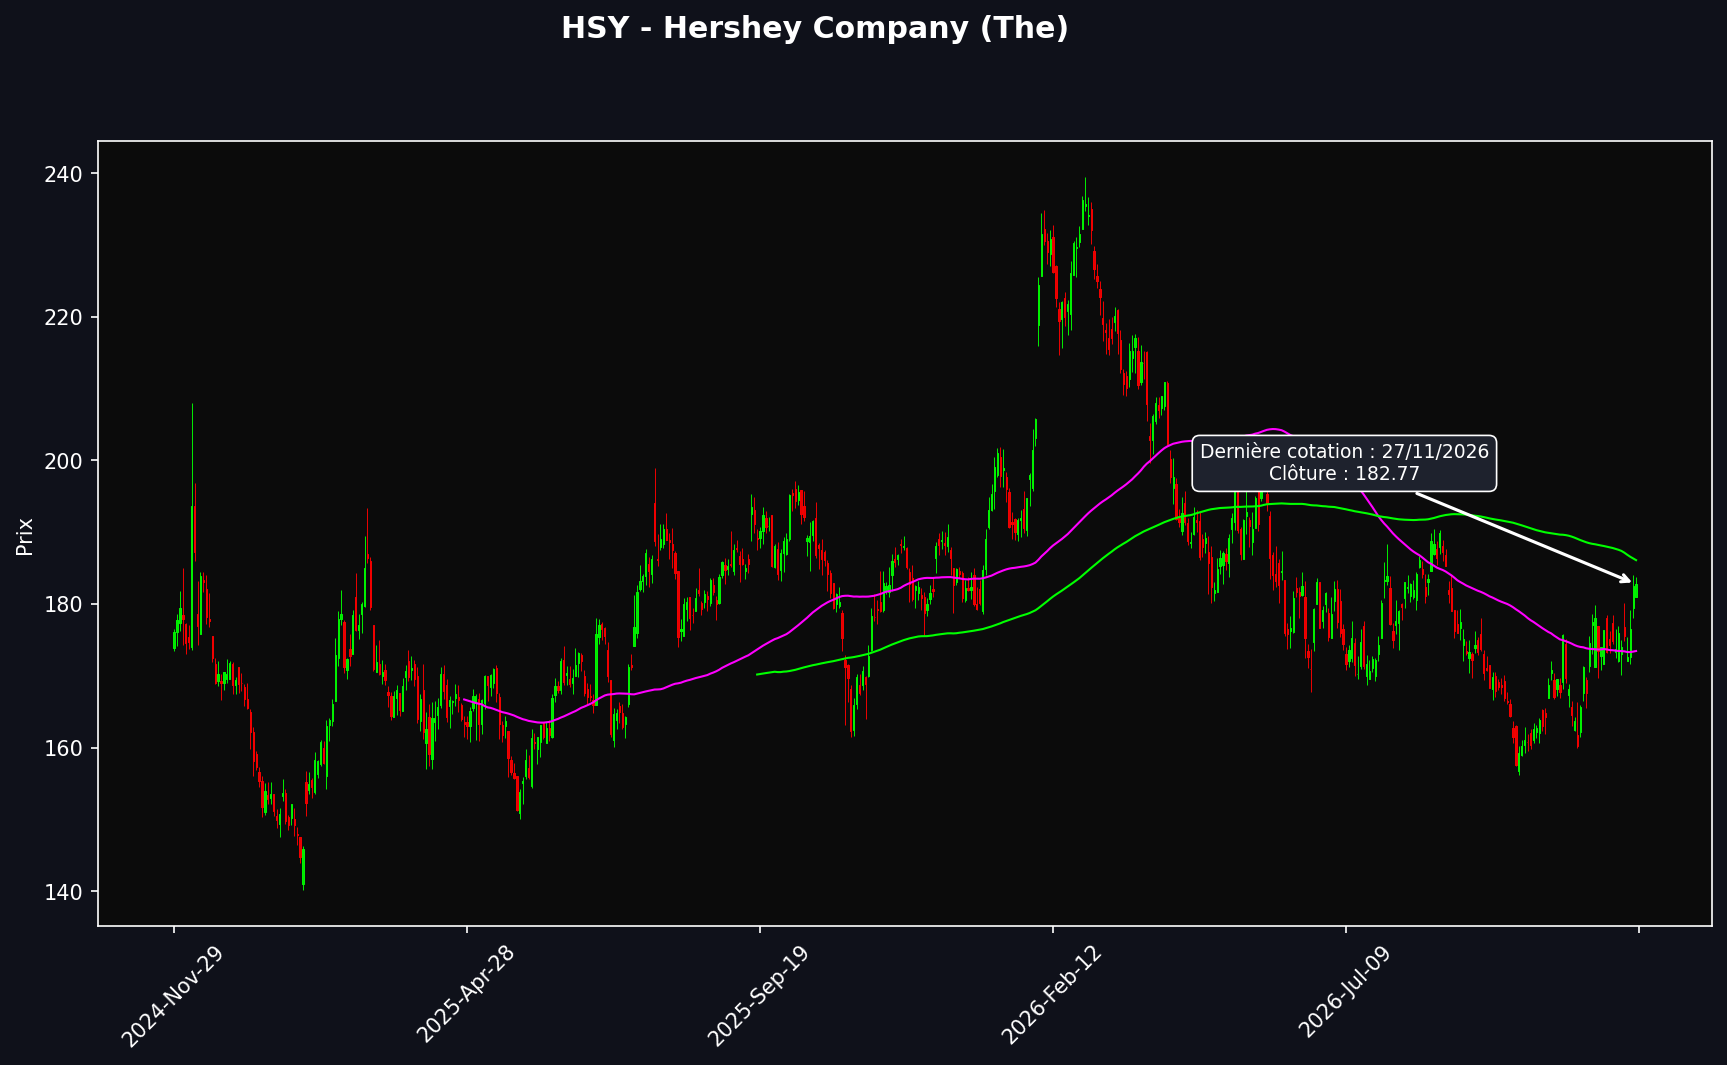 HSY - Hershey Company (The)
Prix
240
220
200
180
160
140
Dernière cotation : 27/11/2026
Clôture : 182.77
2024-Nov-29
2025-Apr-28
2025-Sep-19
2026-Feb-12
2026-Jul-09